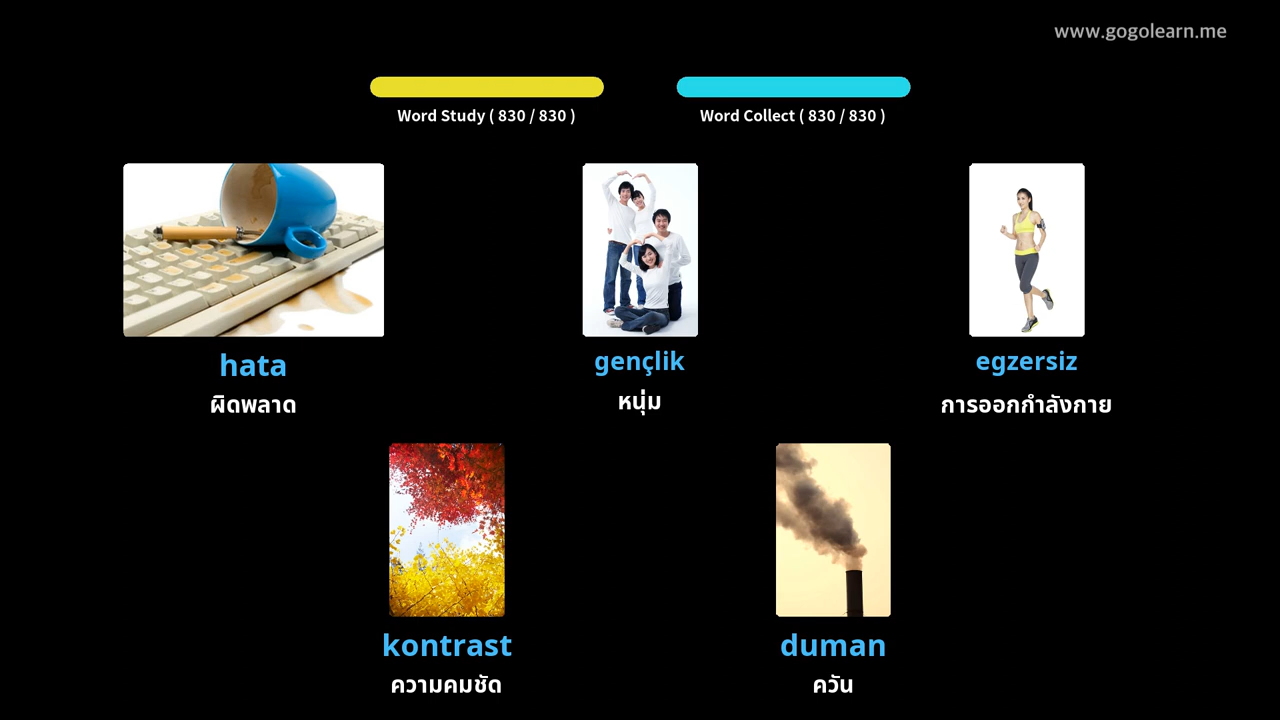 www.gogolearn.me
Word Study ( 830 / 830 )
Word Collect ( 830 / 830 )
hata
ผิดพลาด
gençlik
หนุ่ม
egzersiz
การออกกำลังกาย
kontrast
ความคมชัด
duman
ควัน